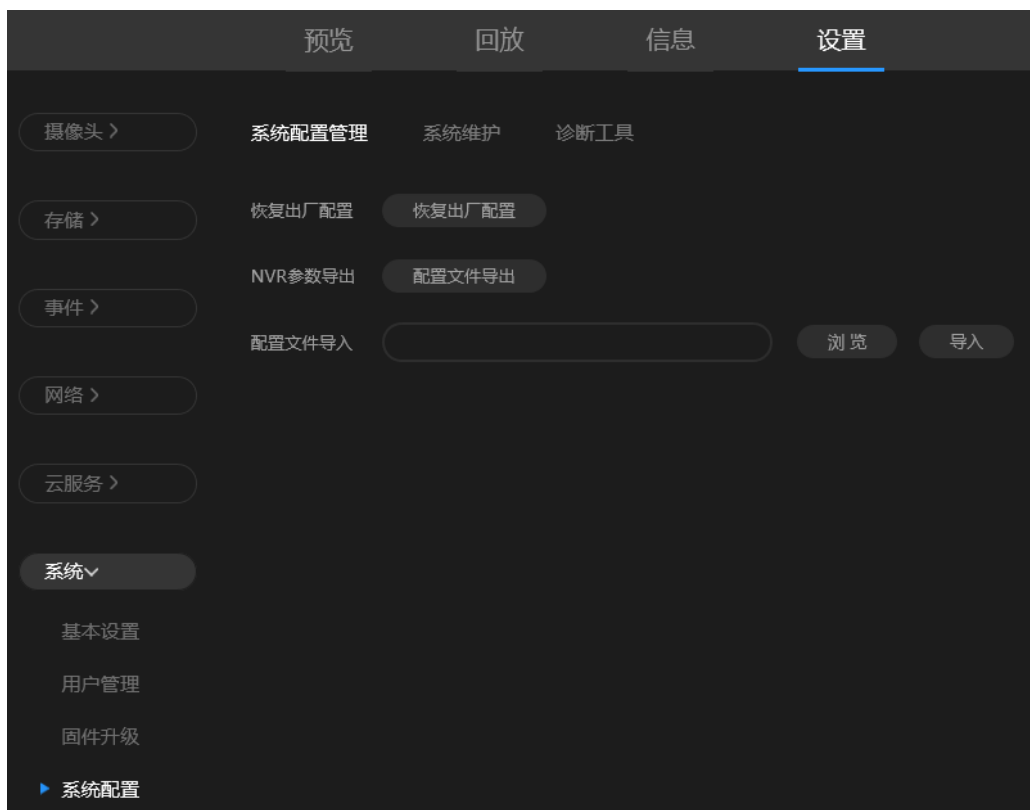 预览 回放 信息 设置
摄像头 >
系统配置管理 系统维护 诊断工具
恢复出厂配置 恢复出厂配置
存储 >
NVR参数导出 配置文件导出
事件 >
配置文件导入 浏览 导入
网络 >
云服务 >
系统
基本设置
用户管理
固件升级
系统配置